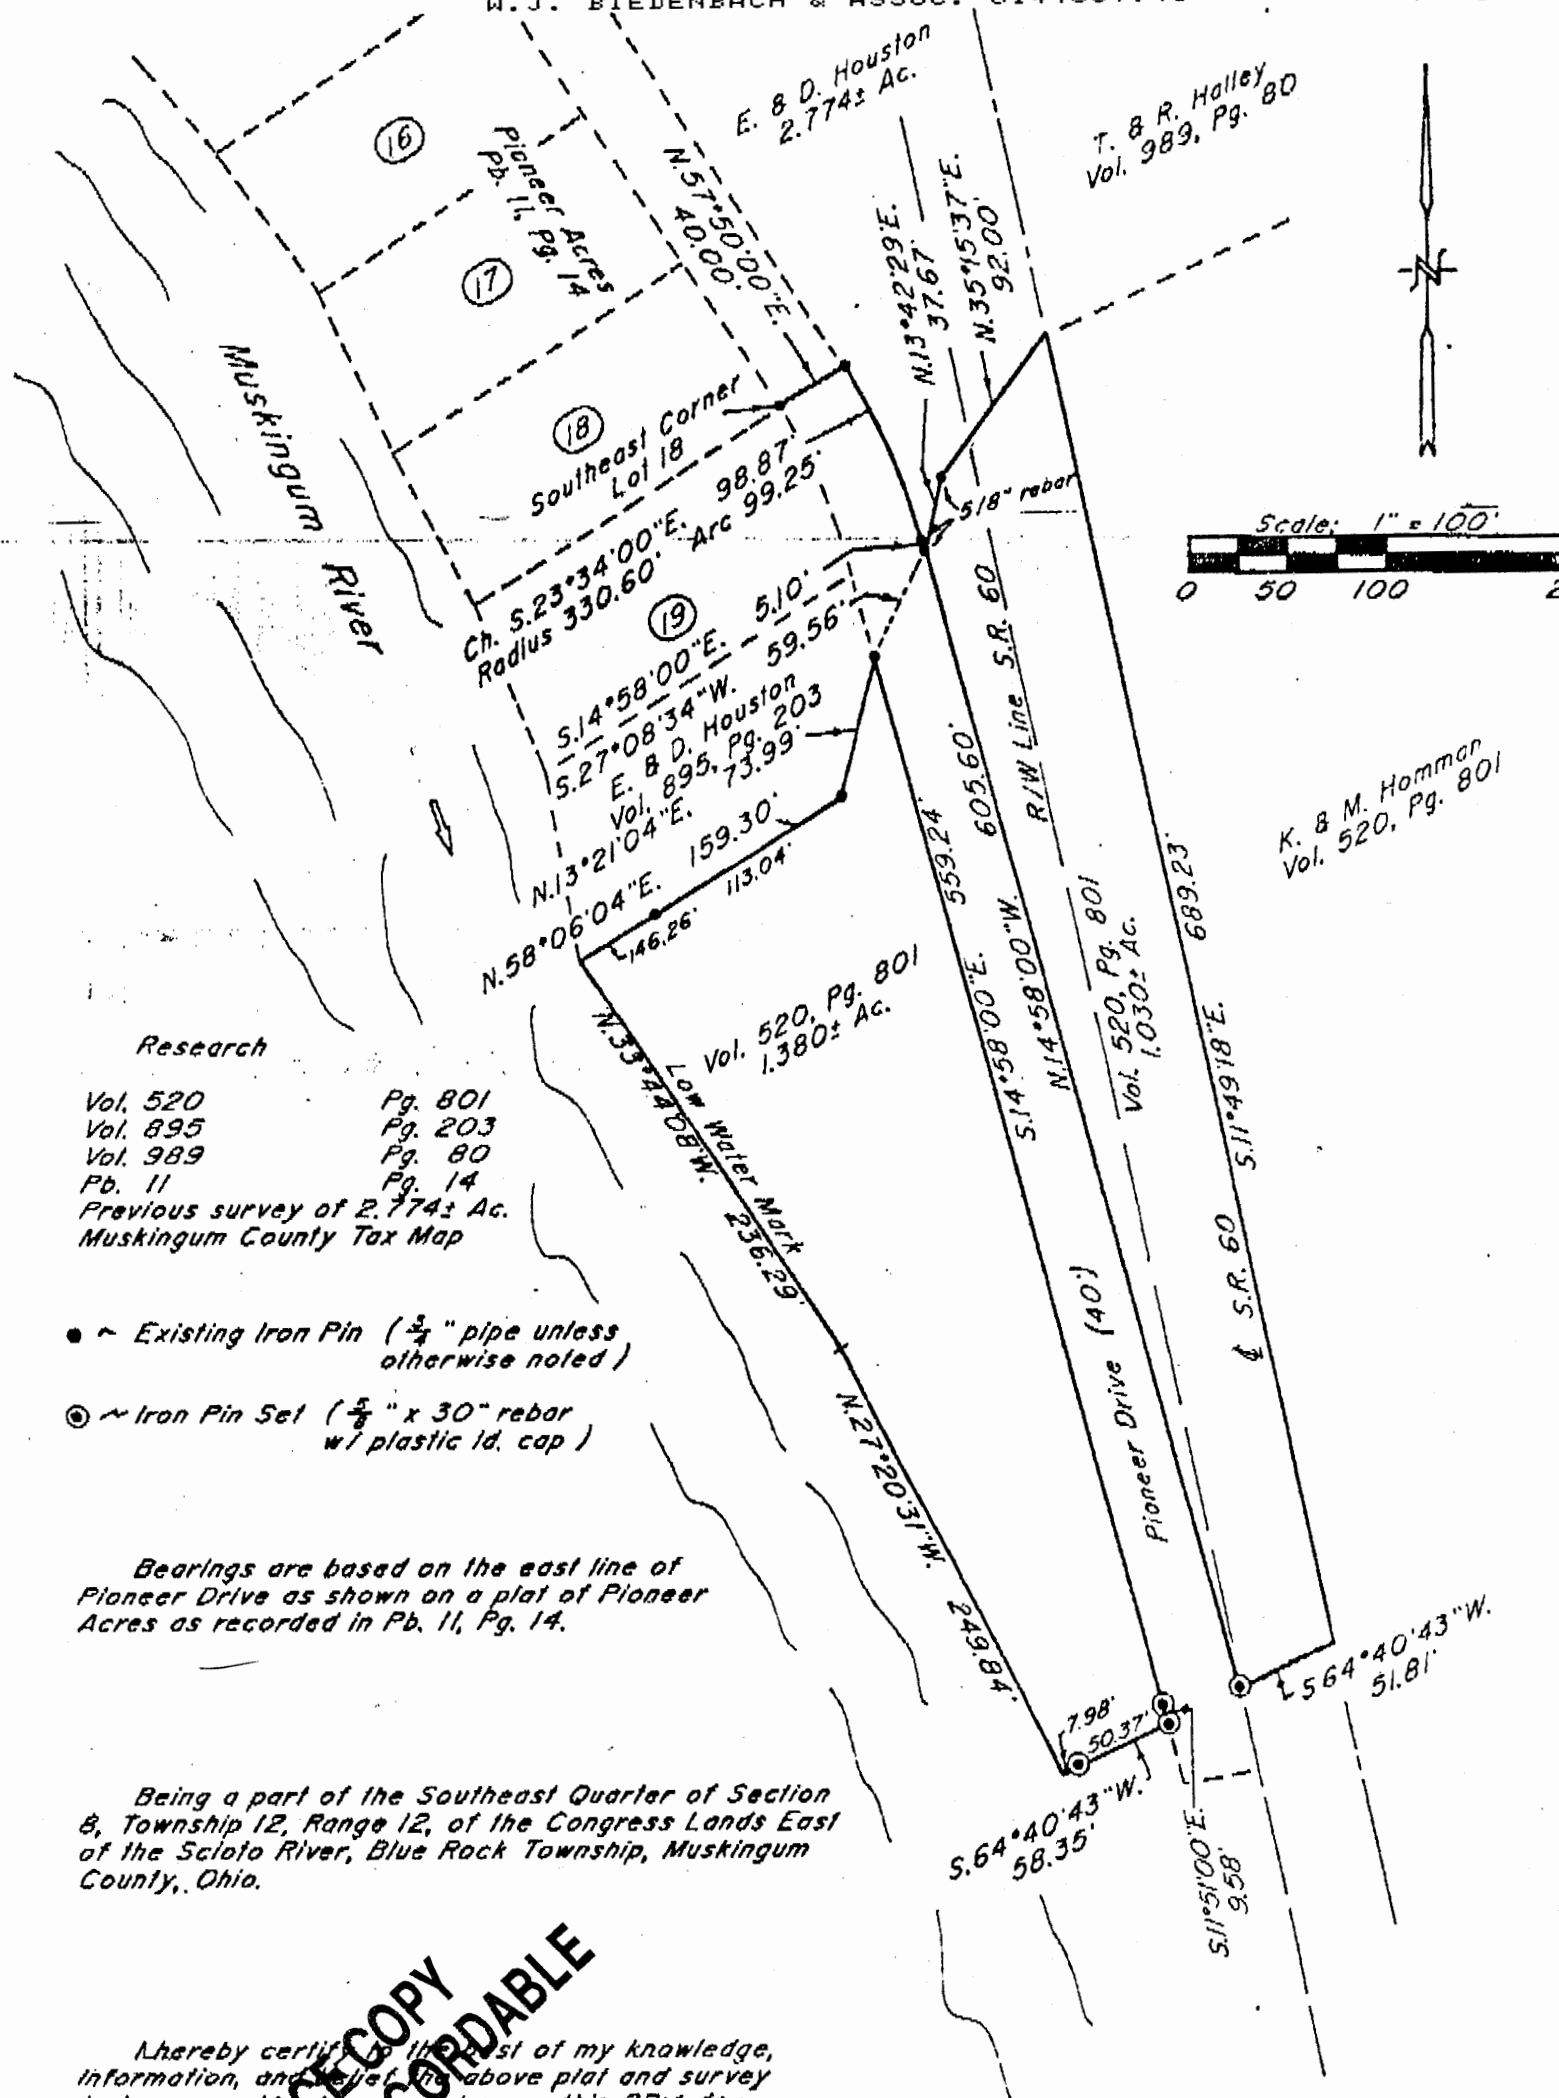 W.J. BIEDENBACH & ASSOC.
E. & D. Houston
2.774± Ac.
T. & R. Halley
Vol. 989, Pg. 80
16
Pioneer Acres
Pb. 11, Pg. 14
17
N.57°50'00"E.
40.00'
N.13°42'29"E.
37.67'
N.35°15'37"E.
92.00'
N
Muskingum River
18
Southeast Corner
Lot 18
5/8" rebar
Scale: 1" = 100'
0 50 100
Ch. S.23°34'00"E. 98.87'
Radius 330.60' Arc 99.25'
19
S.14°58'00"E. 5.10'
S.27°08'34"W. 59.56'
E. & D. Houston
Vol. 895, Pg. 203
N.13°21'04"E. 73.99'
N.58°06'04"E. 159.30'
113.04'
46.26'
R/W Line S.R. 60
K. & M. Homman
Vol. 520, Pg. 801
S.14°58'00"E. 559.24'
N.14°58'00"W. 605.60'
Vol. 520, Pg. 801
1.030± Ac.
S.11°49'18"E. 689.23'
Vol. 520, Pg. 801
1.380± Ac.
N.33°44'08"W. 236.29'
Low Water Mark
Research
Vol. 520 Pg. 801
Vol. 895 Pg. 203
Vol. 989 Pg. 80
Pb. 11 Pg. 14
Previous survey of 2.774± Ac.
Muskingum County Tax Map
● ~ Existing Iron Pin (3/4" pipe unless
otherwise noted)
◉ ~ Iron Pin Set (5/8" x 30" rebar
w/ plastic Id. cap)
Pioneer Drive (40')
℄ S.R. 60
N.27°20'31"W. 249.84'
Bearings are based on the east line of
Pioneer Drive as shown on a plat of Pioneer
Acres as recorded in Pb. 11, Pg. 14.
S 64°40'43"W.
51.81'
7.98'
50.37'
S.64°40'43"W.
58.35'
S.11°51'00"E.
9.58'
Being a part of the Southeast Quarter of Section
8, Township 12, Range 12, of the Congress Lands East
of the Scioto River, Blue Rock Township, Muskingum
County, Ohio.
I hereby certify to the best of my knowledge,
information, and belief the above plat and survey